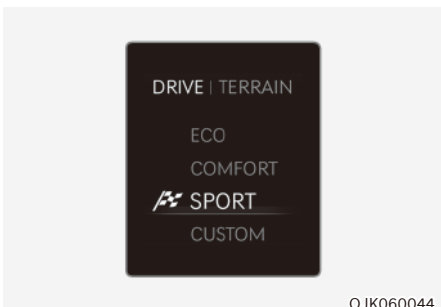 DRIVE | TERRAIN
ECO
COMFORT
SPORT
CUSTOM
OJK060044